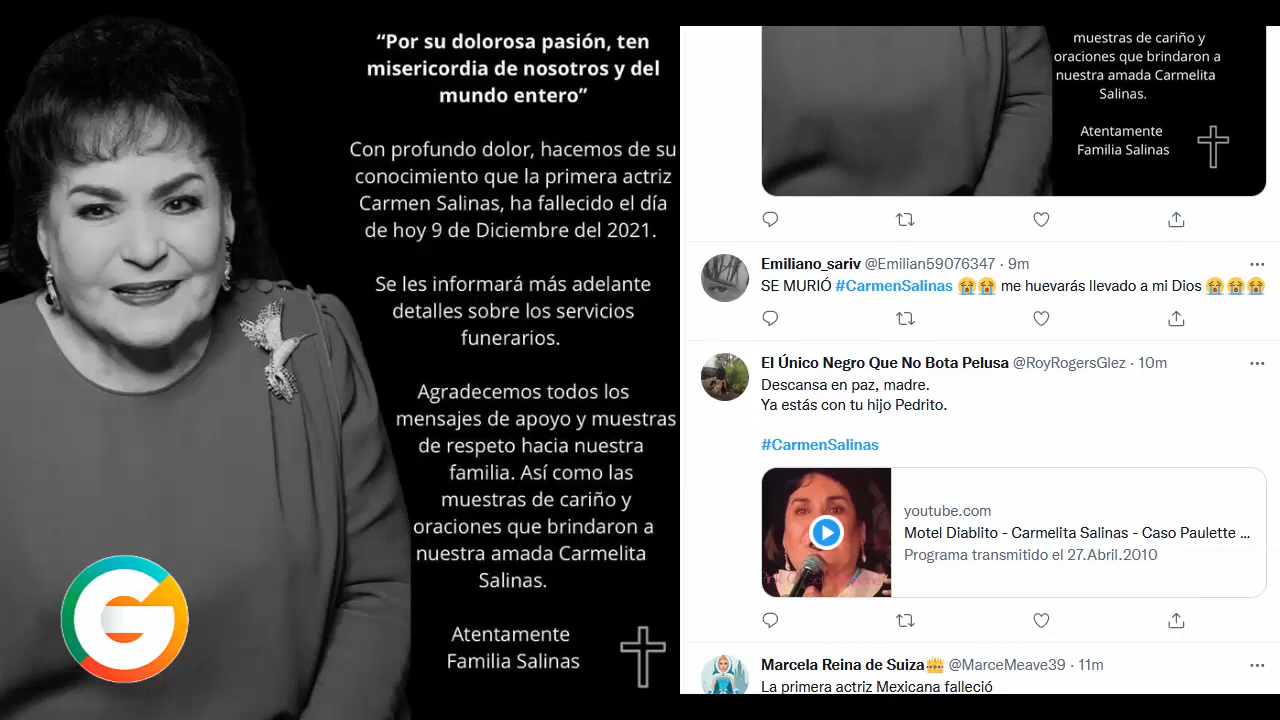 “Por su dolorosa pasión, ten
misericordia de nosotros y del
mundo entero”
Con profundo dolor, hacemos de su
conocimiento que la primera actriz
Carmen Salinas, ha fallecido el día
de hoy 9 de Diciembre del 2021.
Se les informará más adelante
detalles sobre los servicios
funerarios.
Agradecemos todos los
mensajes de apoyo y muestras
de respeto hacia nuestra
familia. Así como las
muestras de cariño y
oraciones que brindaron a
nuestra amada Carmelita
Salinas.
Atentamente
Familia Salinas
G
muestras de cariño y
oraciones que brindaron a
nuestra amada Carmelita
Salinas.
Atentamente
Familia Salinas
Emiliano_sariv @Emilian59076347 · 9m
SE MURIÓ #CarmenSalinas 😭😭 me huevarás llevado a mi Dios 😭😭😭
El Único Negro Que No Bota Pelusa @RoyRogersGlez · 10m
Descansa en paz, madre.
Ya estás con tu hijo Pedrito.
#CarmenSalinas
youtube.com
Motel Diablito - Carmelita Salinas - Caso Paulette ...
Programa transmitido el 27.Abril.2010
Marcela Reina de Suiza👑 @MarceMeave39 · 11m
La primera actriz Mexicana falleció